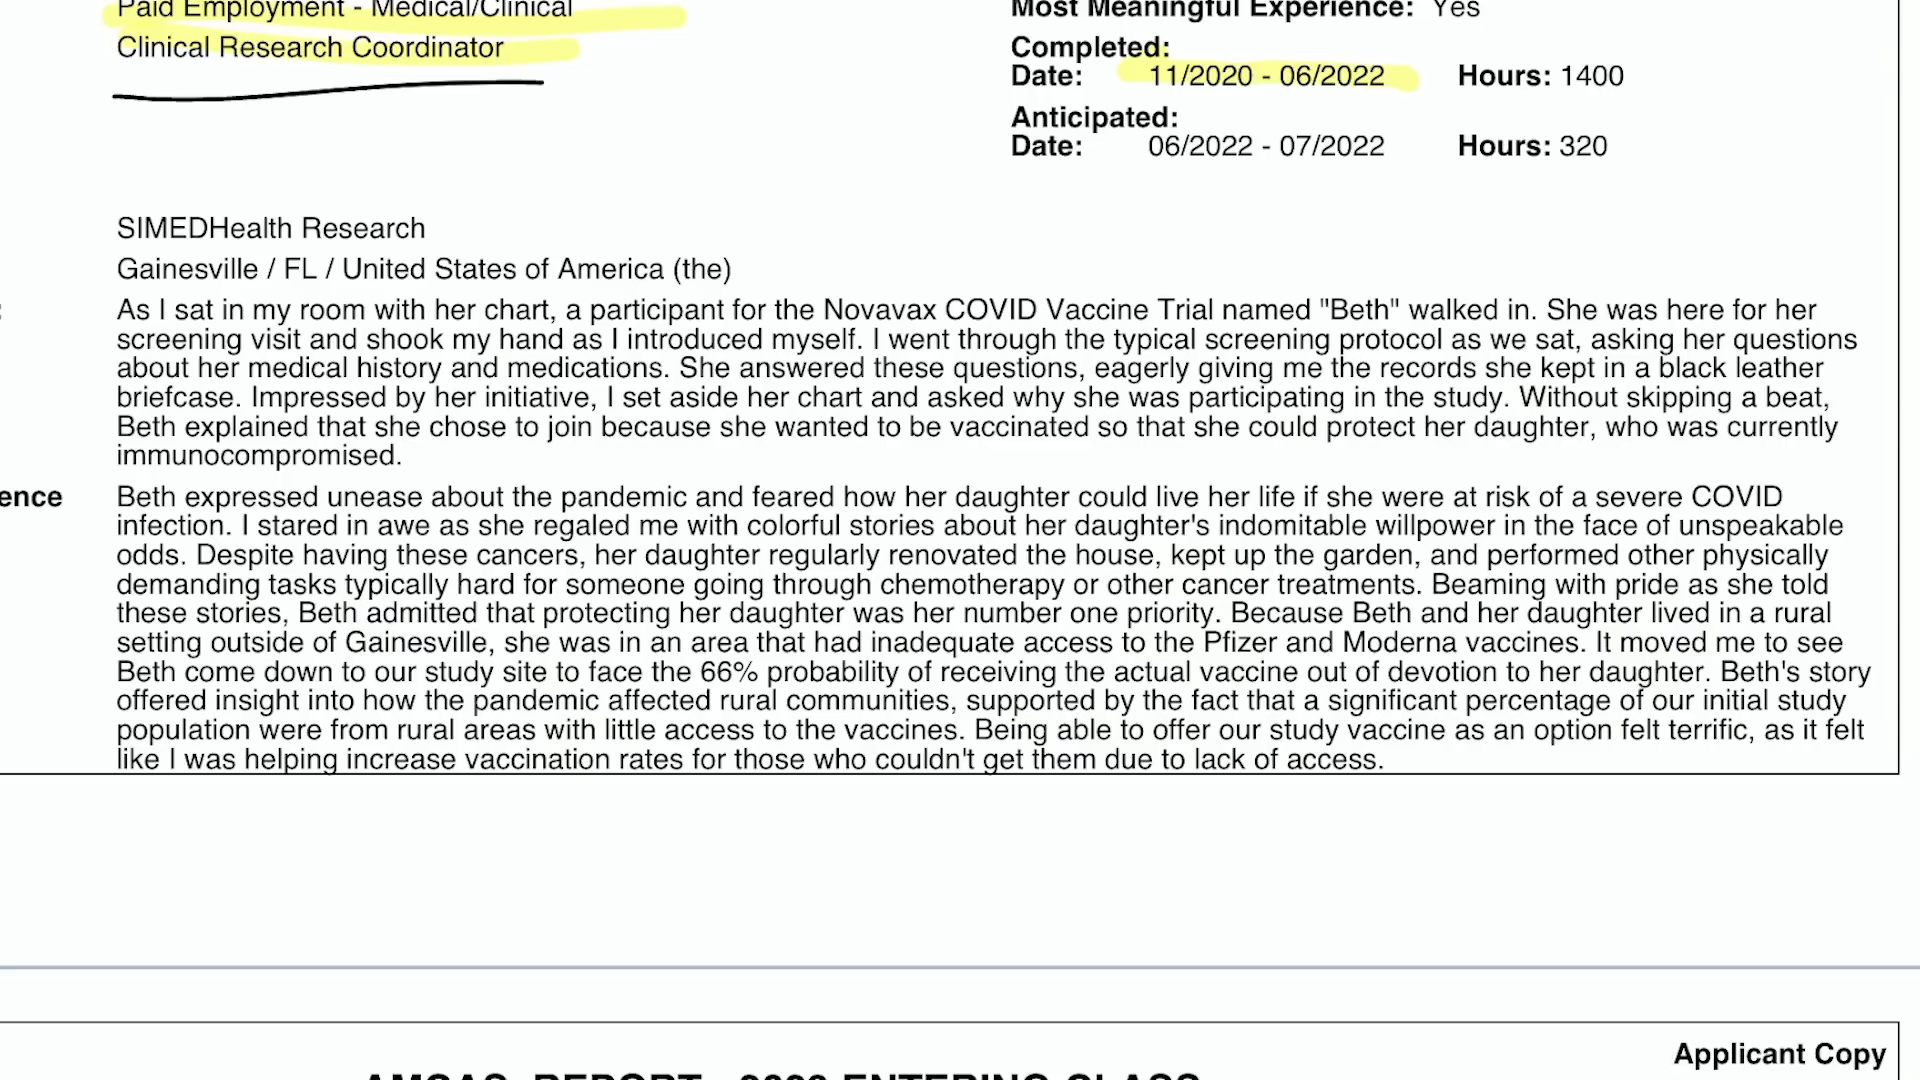 Paid Employment - Medical/Clinical
Most Meaningful Experience: Yes
Clinical Research Coordinator
Completed:
Date: 11/2020 - 06/2022 Hours: 1400
Anticipated:
Date: 06/2022 - 07/2022 Hours: 320
SIMEDHealth Research
Gainesville / FL / United States of America (the)
As I sat in my room with her chart, a participant for the Novavax COVID Vaccine Trial named "Beth" walked in. She was here for her
screening visit and shook my hand as I introduced myself. I went through the typical screening protocol as we sat, asking her questions
about her medical history and medications. She answered these questions, eagerly giving me the records she kept in a black leather
briefcase. Impressed by her initiative, I set aside her chart and asked why she was participating in the study. Without skipping a beat,
Beth explained that she chose to join because she wanted to be vaccinated so that she could protect her daughter, who was currently
immunocompromised.
ence
Beth expressed unease about the pandemic and feared how her daughter could live her life if she were at risk of a severe COVID
infection. I stared in awe as she regaled me with colorful stories about her daughter's indomitable willpower in the face of unspeakable
odds. Despite having these cancers, her daughter regularly renovated the house, kept up the garden, and performed other physically
demanding tasks typically hard for someone going through chemotherapy or other cancer treatments. Beaming with pride as she told
these stories, Beth admitted that protecting her daughter was her number one priority. Because Beth and her daughter lived in a rural
setting outside of Gainesville, she was in an area that had inadequate access to the Pfizer and Moderna vaccines. It moved me to see
Beth come down to our study site to face the 66% probability of receiving the actual vaccine out of devotion to her daughter. Beth's story
offered insight into how the pandemic affected rural communities, supported by the fact that a significant percentage of our initial study
population were from rural areas with little access to the vaccines. Being able to offer our study vaccine as an option felt terrific, as it felt
like I was helping increase vaccination rates for those who couldn't get them due to lack of access.
Applicant Copy
REPORT - ENTERING CLASS